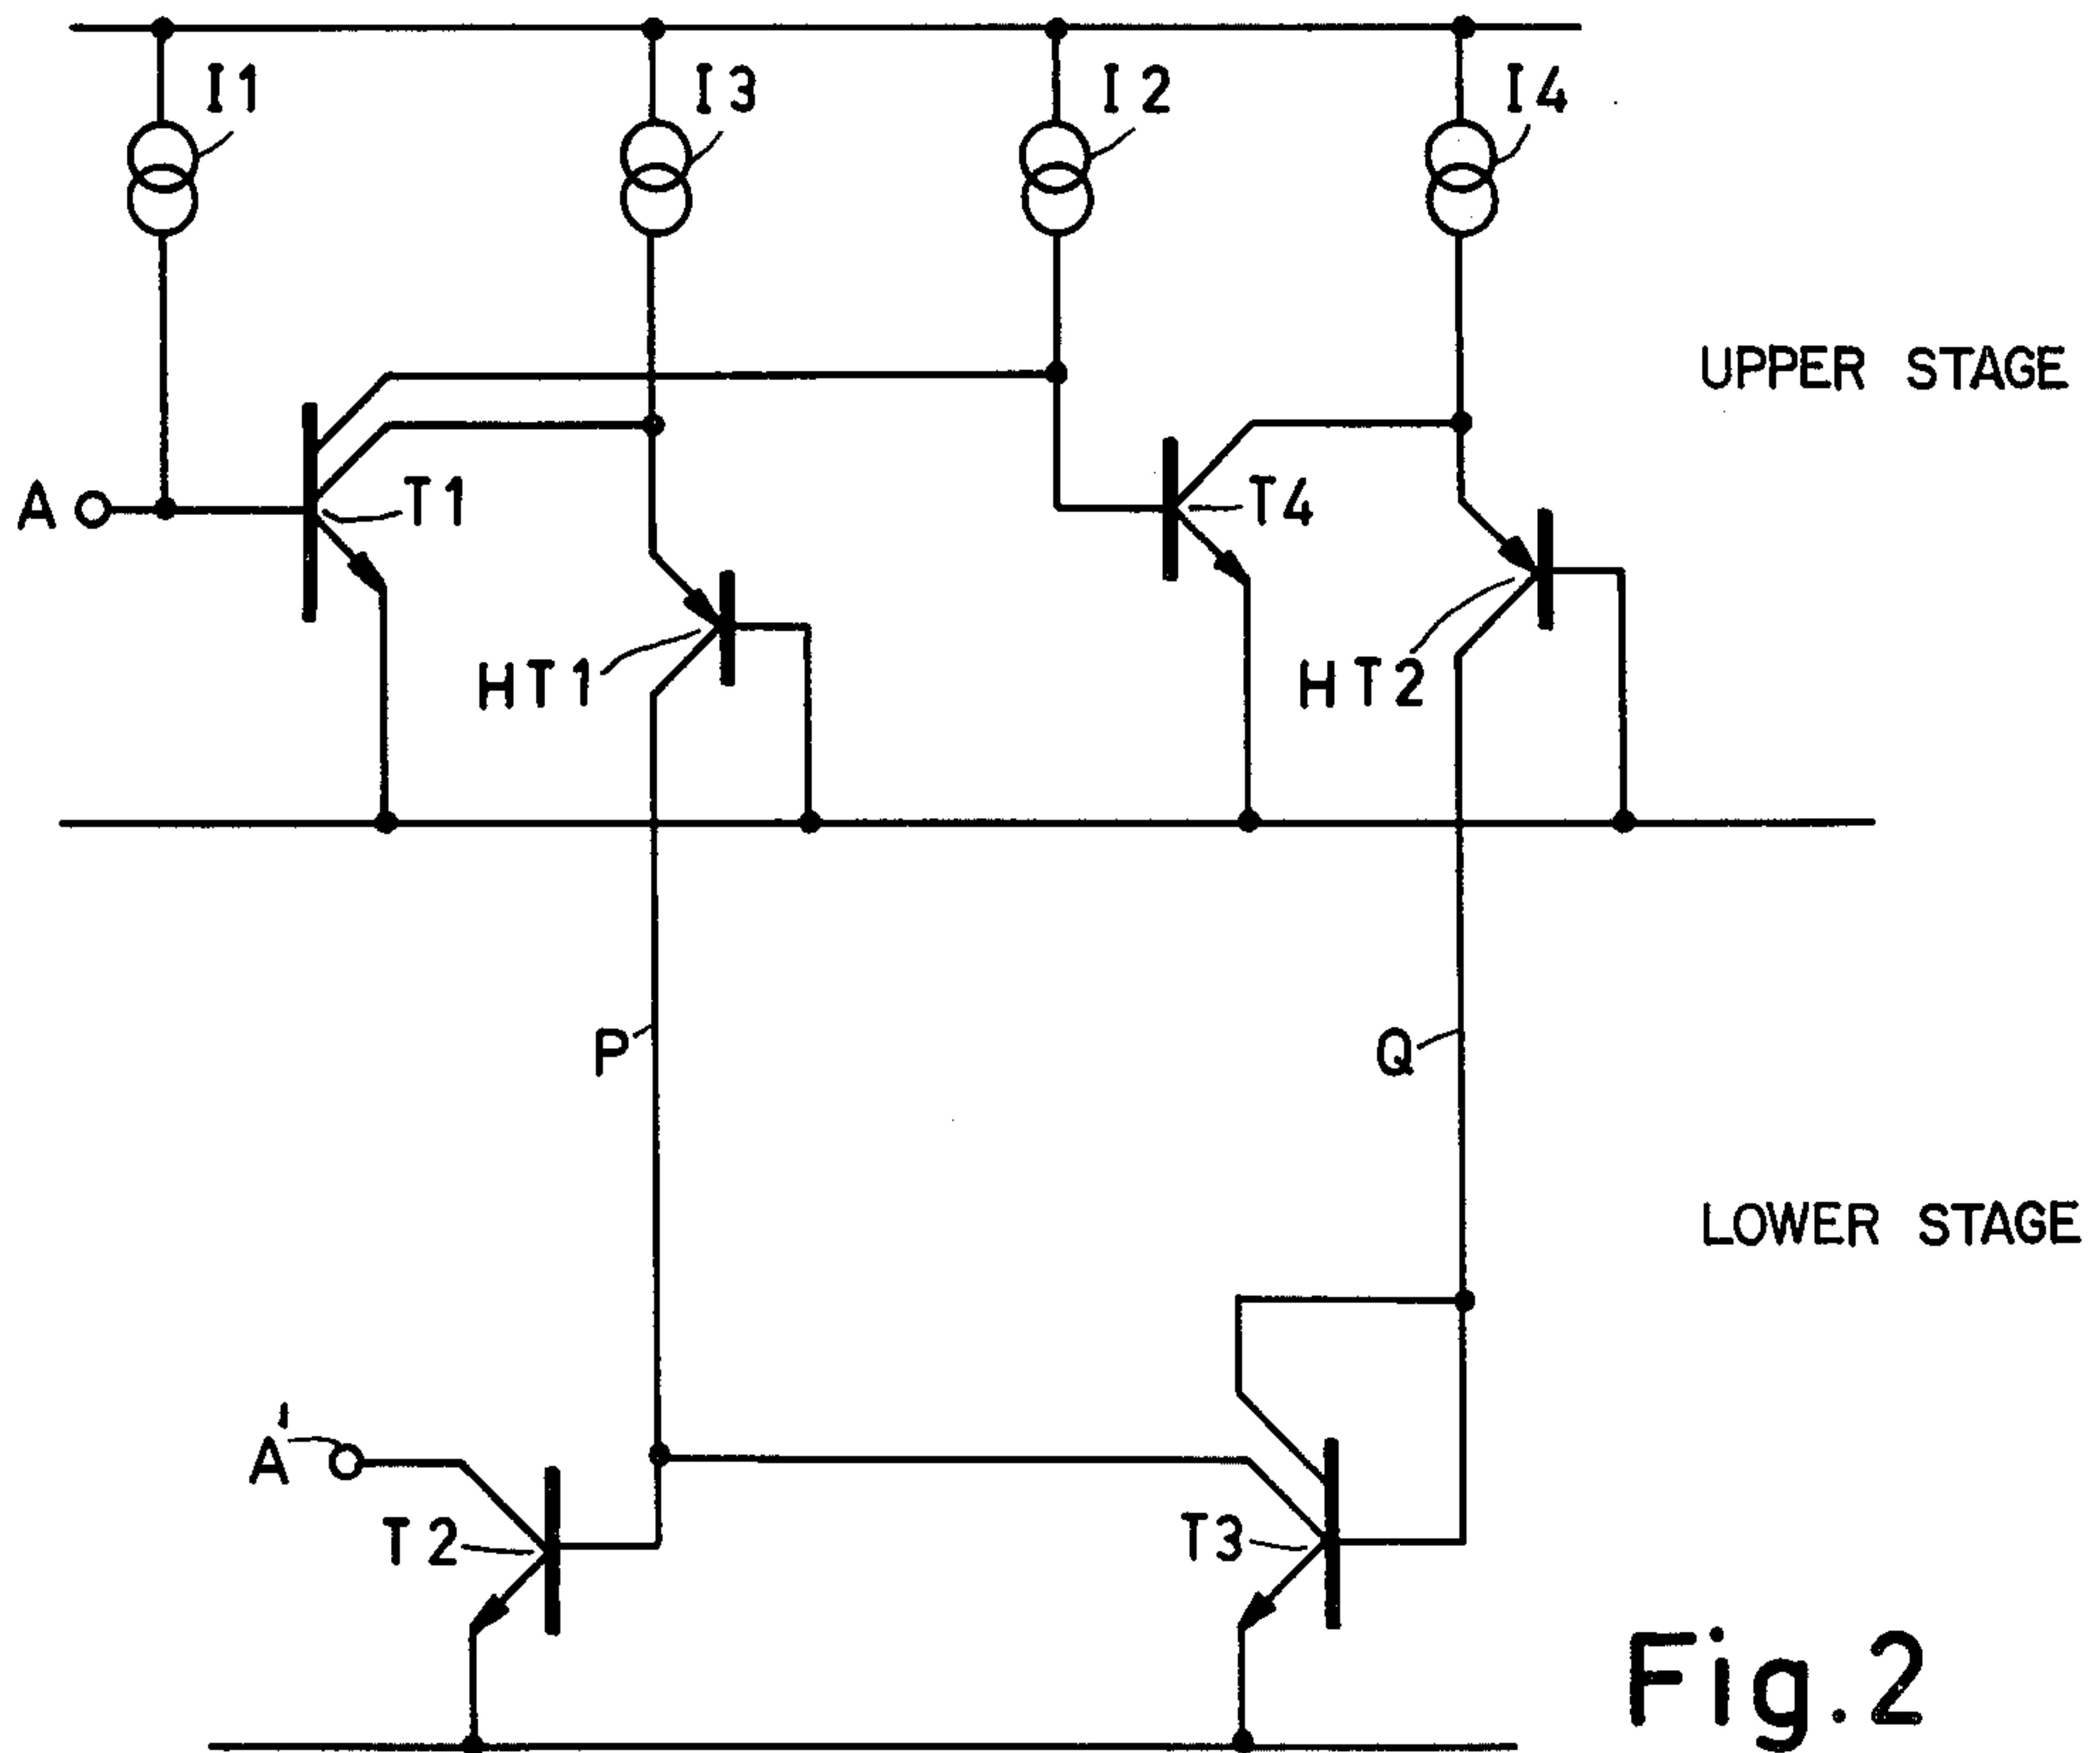 I1 I3 I2 I4
UPPER STAGE
A T1 T4
HT1 HT2
P Q
LOWER STAGE
A'
T2 T3
Fig.2